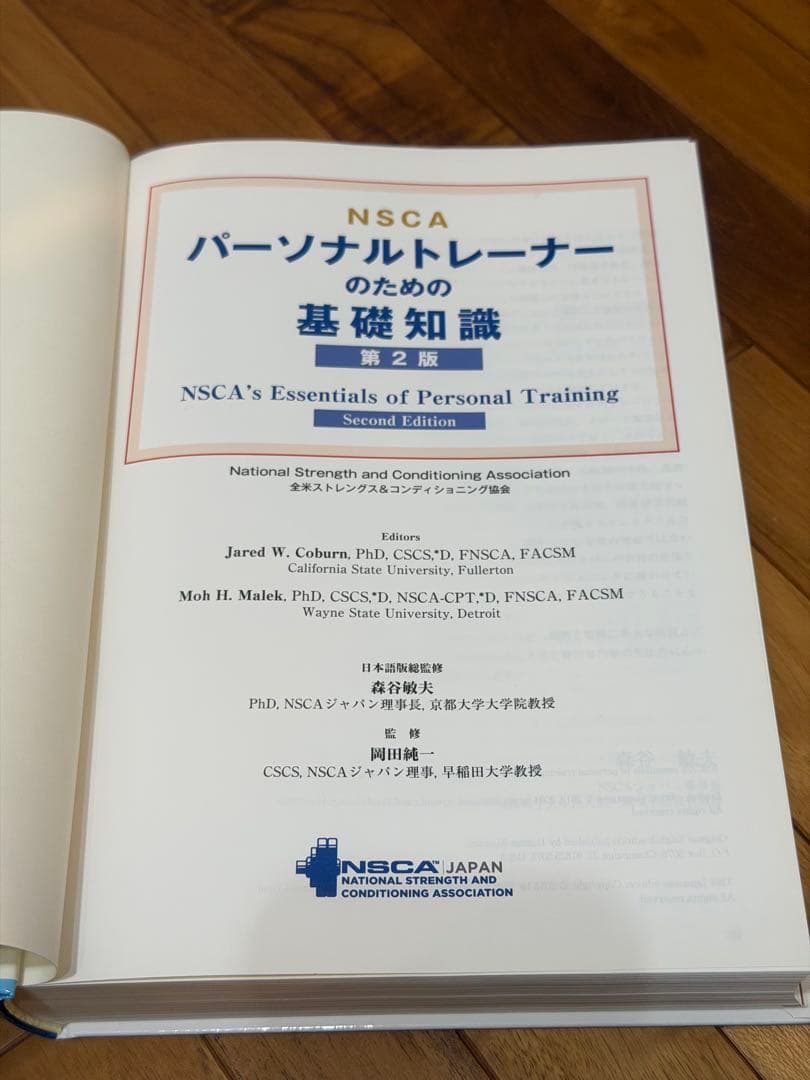 NSCA
パーソナルトレーナー
のための
基礎知識
第2版
NSCA's Essentials of Personal Training
Second Edition
National Strength and Conditioning Association
全米ストレングス&コンディショニング協会
Editors
Jared W. Coburn, PhD, CSCS,*D, FNSCA, FACSM
California State University, Fullerton
Moh H. Malek, PhD, CSCS,*D, NSCA-CPT,*D, FNSCA, FACSM
Wayne State University, Detroit
日本語版総監修
森谷敏夫
PhD, NSCAジャパン理事長, 京都大学大学院教授
監 修
岡田純一
CSCS, NSCAジャパン理事, 早稲田大学教授
NSCA™ JAPAN
NATIONAL STRENGTH AND
CONDITIONING ASSOCIATION